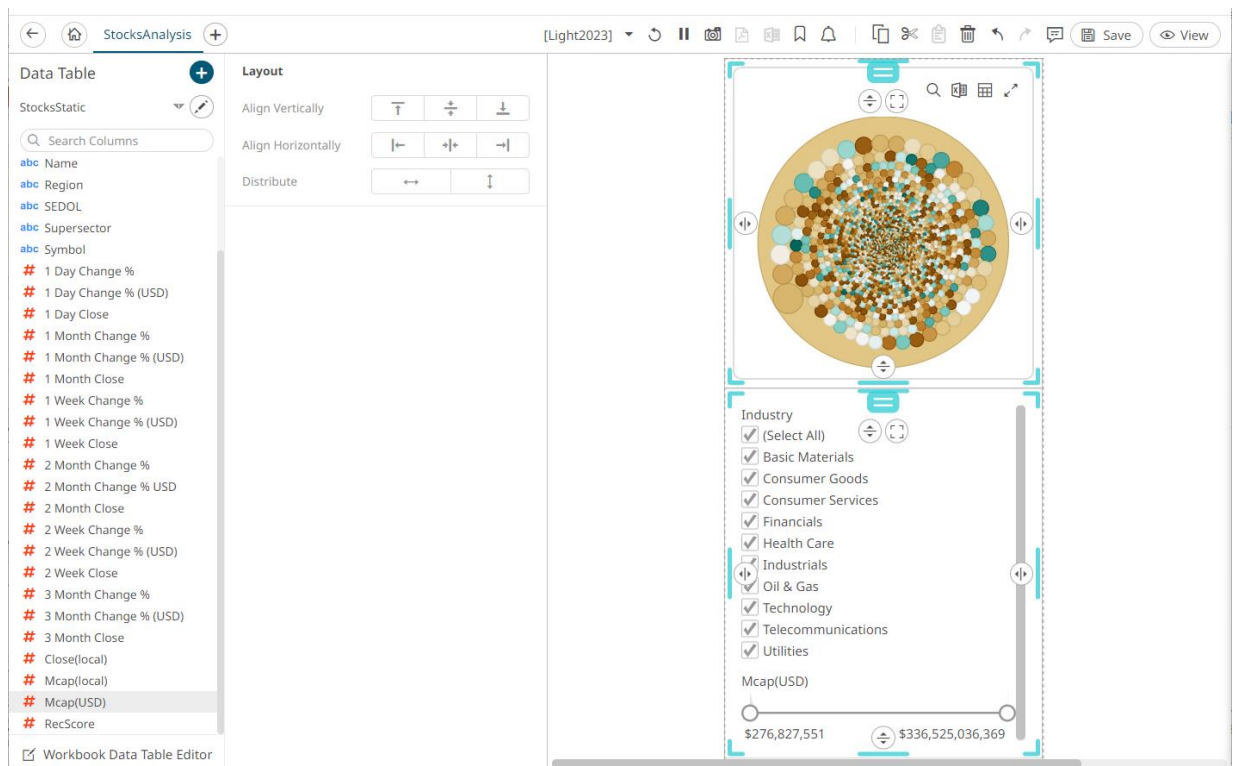 StocksAnalysis
[Light2023]
Save
View
Data Table
StocksStatic
Search Columns
abc Name
abc Region
abc SEDOL
abc Supersector
abc Symbol
# 1 Day Change %
# 1 Day Change % (USD)
# 1 Day Close
# 1 Month Change %
# 1 Month Change % (USD)
# 1 Month Close
# 1 Week Change %
# 1 Week Change % (USD)
# 1 Week Close
# 2 Month Change %
# 2 Month Change % USD
# 2 Month Close
# 2 Week Change %
# 2 Week Change % (USD)
# 2 Week Close
# 3 Month Change %
# 3 Month Change % (USD)
# 3 Month Close
# Close(local)
# Mcap(local)
# Mcap(USD)
# RecScore
Workbook Data Table Editor
Layout
Align Vertically
Align Horizontally
Distribute
Industry
(Select All)
Basic Materials
Consumer Goods
Consumer Services
Financials
Health Care
Industrials
Oil & Gas
Technology
Telecommunications
Utilities
Mcap(USD)
$276,827,551 $336,525,036,369